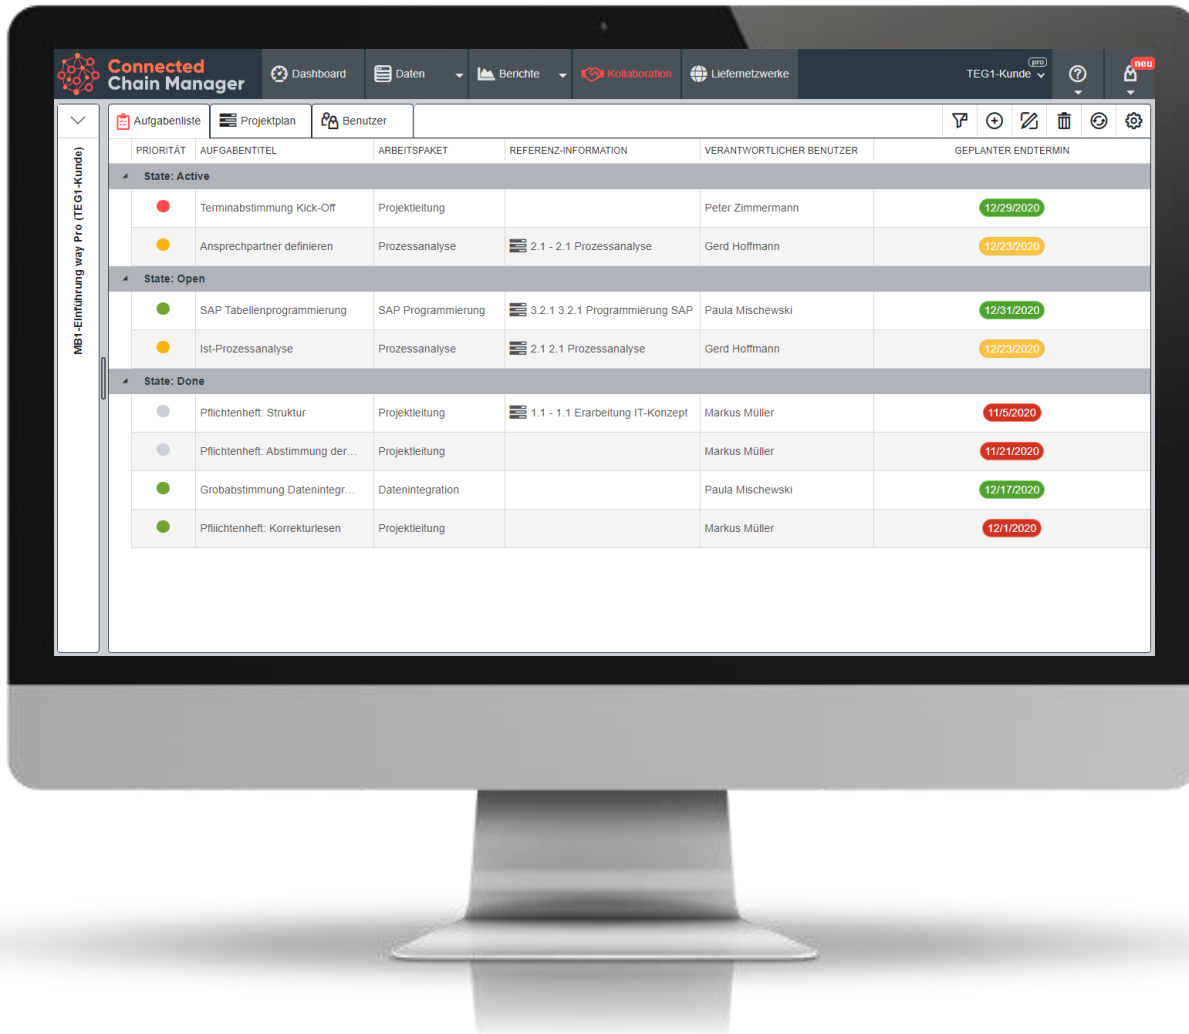 Connected
Chain Manager
Dashboard
Daten
Berichte
Kollaboration
Liefernetzwerke
TEG1-Kunde
pro
neu
MB1-Einführung way Pro (TEG1-Kunde)
Aufgabenliste
Projektplan
Benutzer
PRIORITÄT AUFGABENTITEL ARBEITSPAKET REFERENZ-INFORMATION VERANTWORTLICHER BENUTZER GEPLANTER ENDTERMIN
State: Active
Terminabstimmung Kick-Off Projektleitung Peter Zimmermann 12/29/2020
Ansprechpartner definieren Prozessanalyse 2.1 - 2.1 Prozessanalyse Gerd Hoffmann 12/23/2020
State: Open
SAP Tabellenprogrammierung SAP Programmierung 3.2.1 3.2.1 Programmierung SAP Paula Mischewski 12/31/2020
Ist-Prozessanalyse Prozessanalyse 2.1 2.1 Prozessanalyse Gerd Hoffmann 12/23/2020
State: Done
Pflichtenheft: Struktur Projektleitung 1.1 - 1.1 Erarbeitung IT-Konzept Markus Müller 11/5/2020
Pflichtenheft: Abstimmung der... Projektleitung Markus Müller 11/21/2020
Grobabstimmung Datenintegr... Datenintegration Paula Mischewski 12/17/2020
Pfliichtenheft: Korrekturlesen Projektleitung Markus Müller 12/1/2020